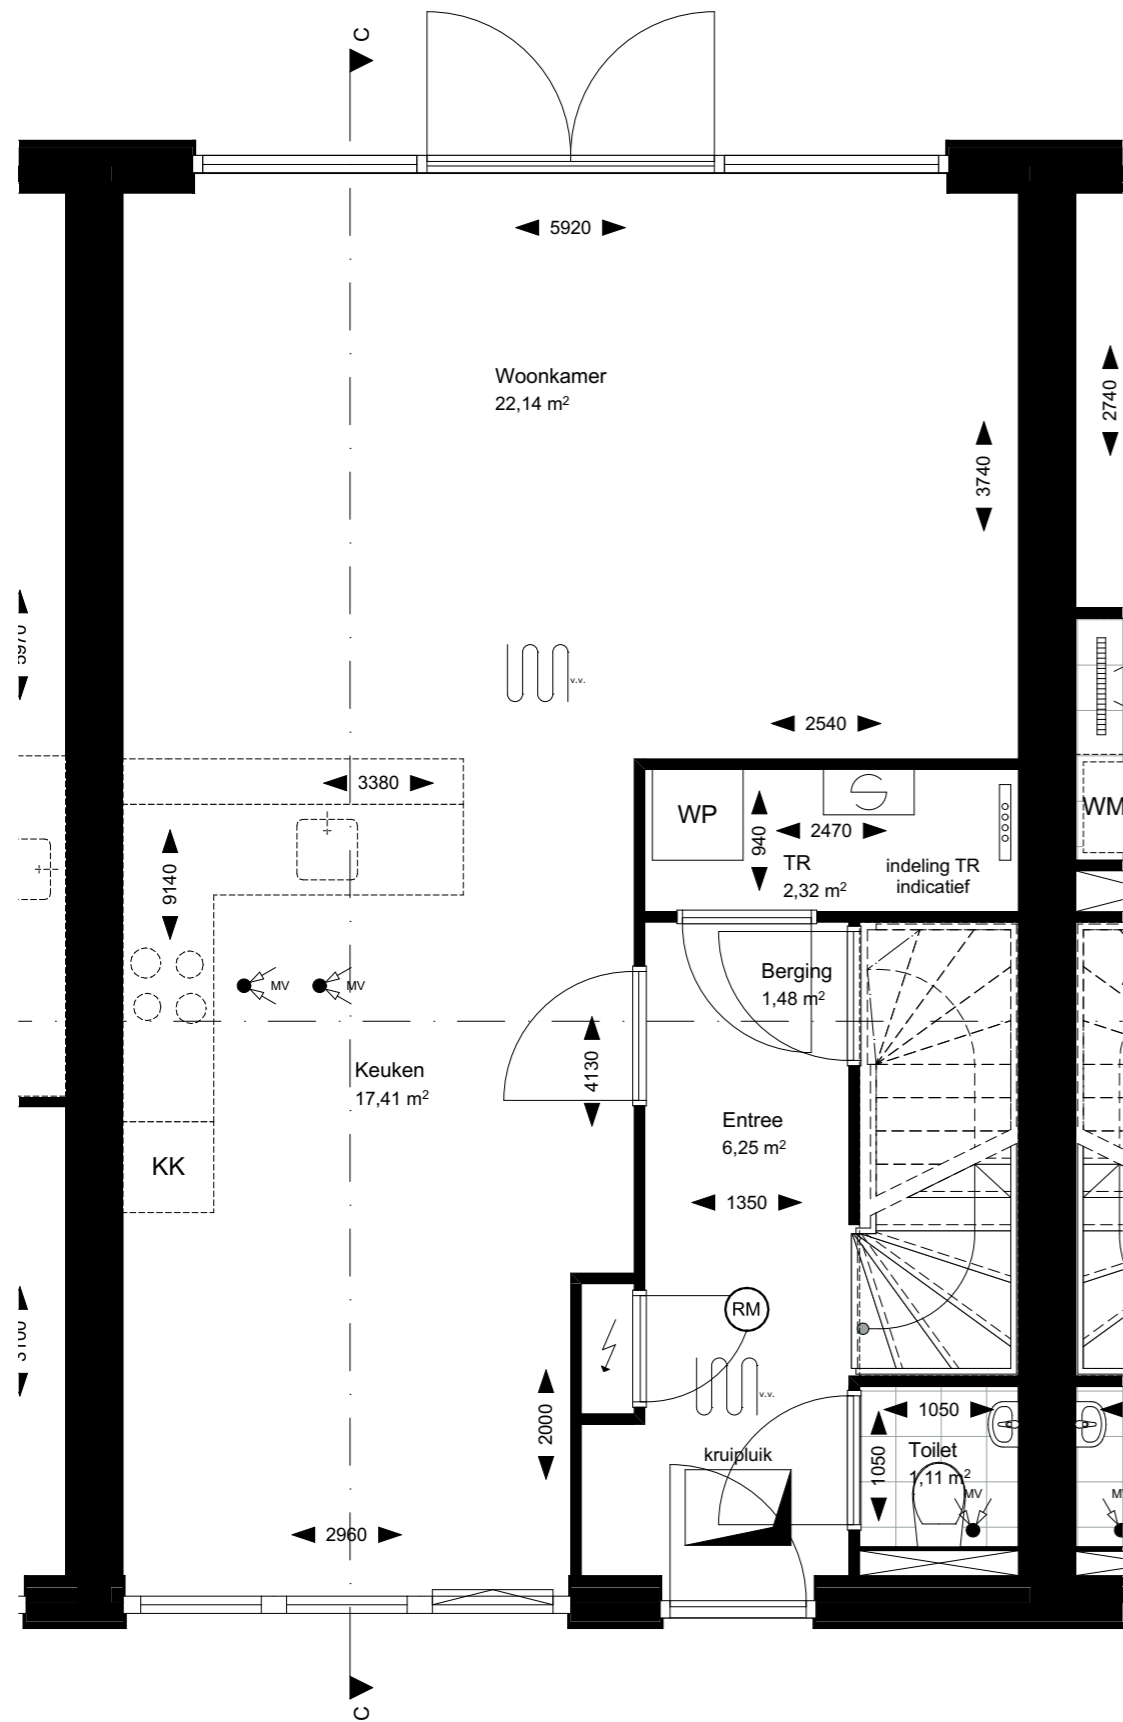 C
5920
Woonkamer
22,14 m²
2740
3740
5970
v.v.
2540
3380
WP
940
2470
TR
2,32 m²
indeling TR
indicatief
WM
9140
Berging
1,48 m²
MV
MV
4130
Keuken
17,41 m²
Entree
6,25 m²
KK
1350
RM
3100
v.v.
2000
1050
kruipluik
Toilet
1,11 m²
1050
MV
2960
C